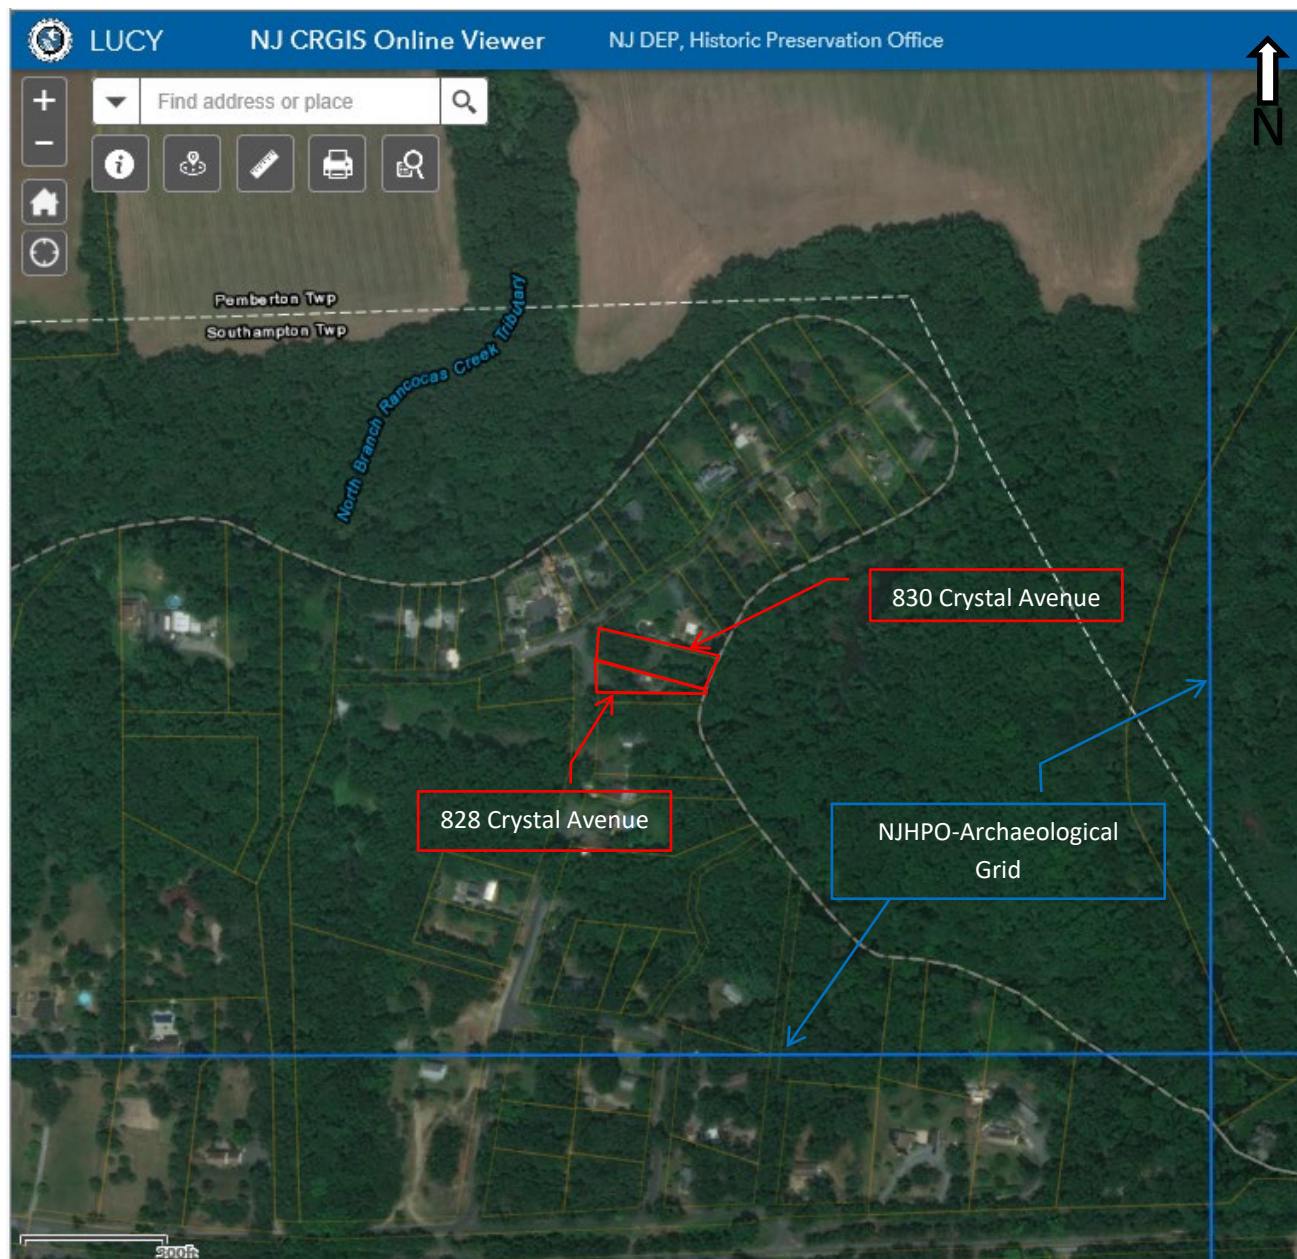 LUCY NJ CRGIS Online Viewer NJ DEP, Historic Preservation Office
Find address or place
N
Pemberton Twp
Southampton Twp
North Branch Rancocas Creek Tributary
830 Crystal Avenue
828 Crystal Avenue
NJHPO-Archaeological
Grid
300ft